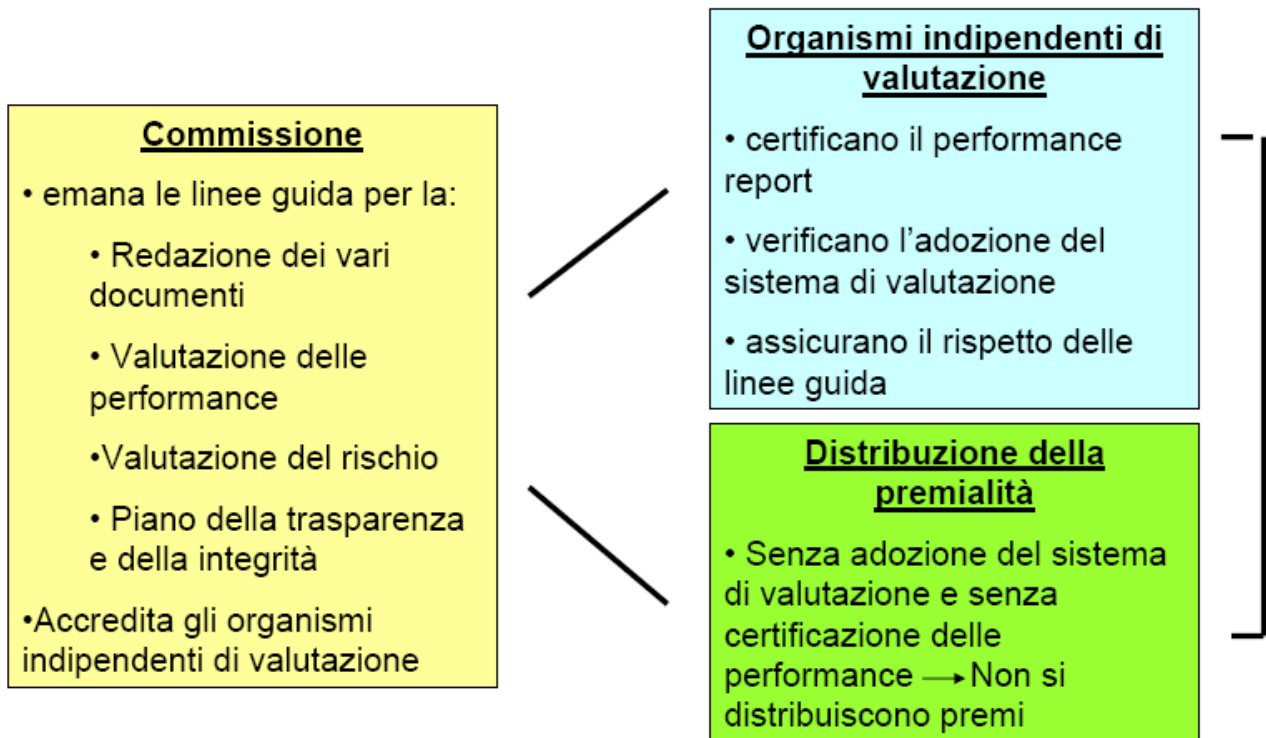 Commissione
• emana le linee guida per la:
• Redazione dei vari
documenti
• Valutazione delle
performance
•Valutazione del rischio
• Piano della trasparenza
e della integrità
•Accredita gli organismi
indipendenti di valutazione
Organismi indipendenti di
valutazione
• certificano il performance
report
• verificano l'adozione del
sistema di valutazione
• assicurano il rispetto delle
linee guida
Distribuzione della
premialità
• Senza adozione del sistema
di valutazione e senza
certificazione delle
performance → Non si
distribuiscono premi